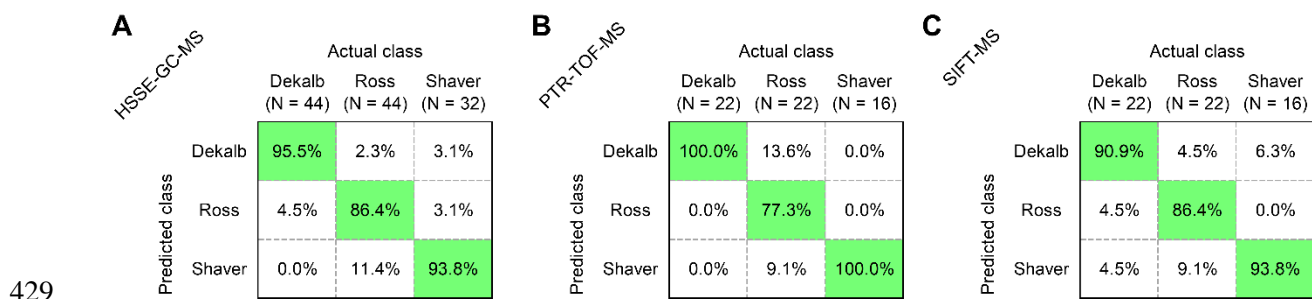 A
HSSE-GC-MS
Actual class
Dekalb Ross Shaver
(N = 44) (N = 44) (N = 32)
Predicted class
Dekalb 95.5% 2.3% 3.1%
Ross 4.5% 86.4% 3.1%
Shaver 0.0% 11.4% 93.8%
B
PTR-TOF-MS
Actual class
Dekalb Ross Shaver
(N = 22) (N = 22) (N = 16)
Predicted class
Dekalb 100.0% 13.6% 0.0%
Ross 0.0% 77.3% 0.0%
Shaver 0.0% 9.1% 100.0%
C
SIFT-MS
Actual class
Dekalb Ross Shaver
(N = 22) (N = 22) (N = 16)
Predicted class
Dekalb 90.9% 4.5% 6.3%
Ross 4.5% 86.4% 0.0%
Shaver 4.5% 9.1% 93.8%
429